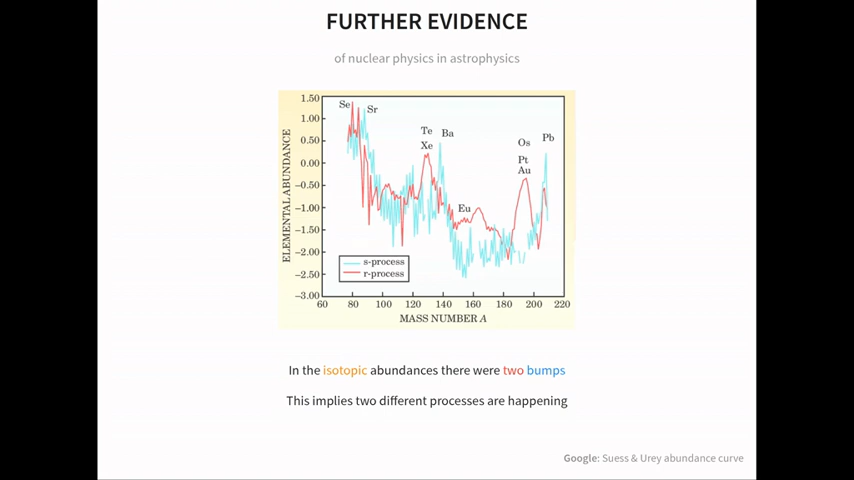 FURTHER EVIDENCE
of nuclear physics in astrophysics
1.50
1.00
0.50
0.00
−0.50
−1.00
−1.50
−2.00
−2.50
−3.00
ELEMENTAL ABUNDANCE
Se
Sr
Te
Xe
Ba
Os
Pt
Au
Pb
Eu
s-process
r-process
60 80 100 120 140 160 180 200 220
MASS NUMBER A
In the isotopic abundances there were two bumps
This implies two different processes are happening
Google: Suess & Urey abundance curve